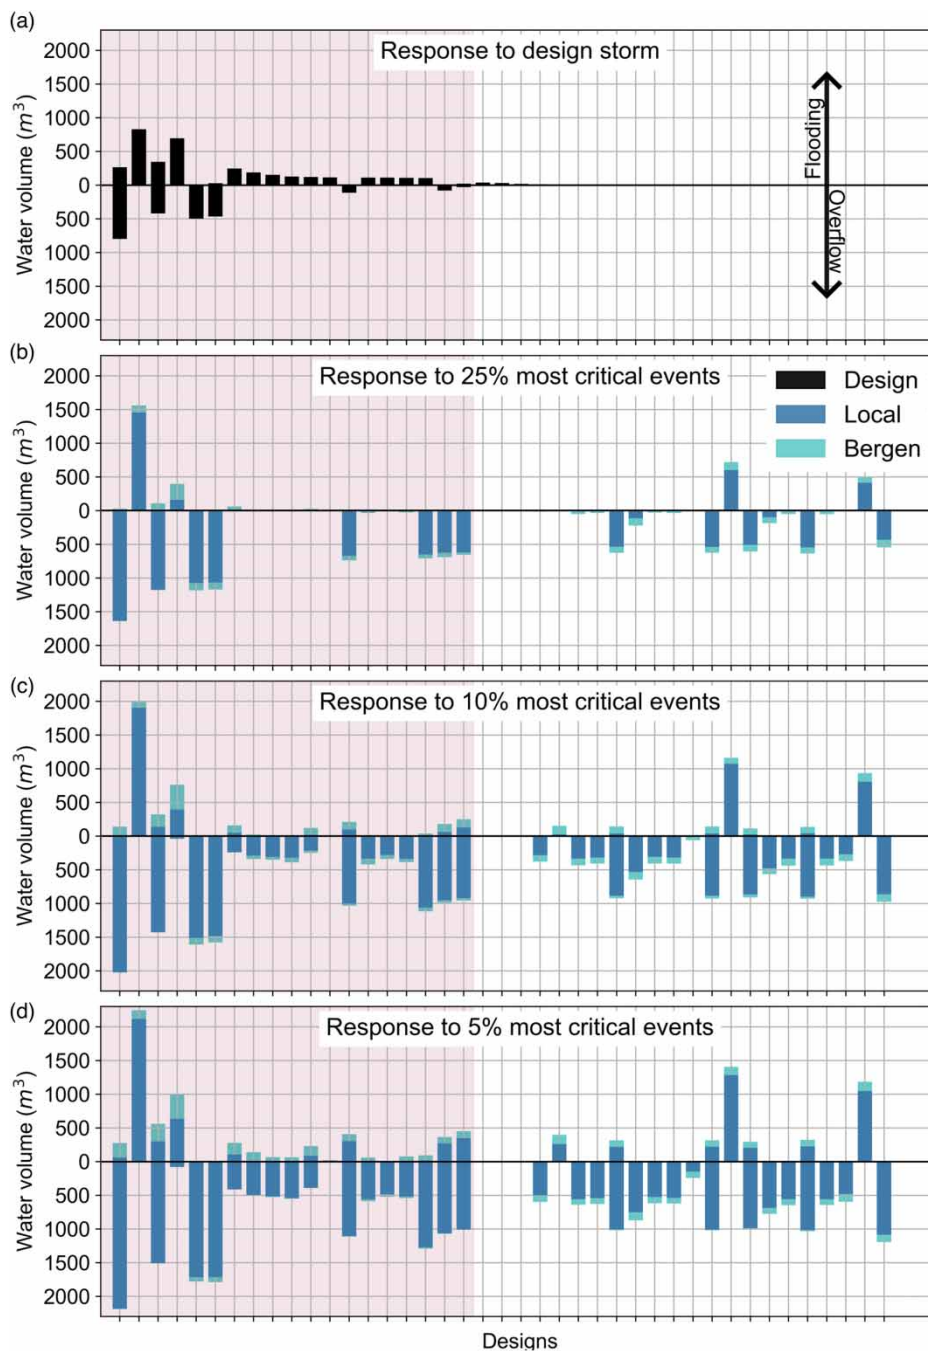 (a)
Response to design storm
Water volume (m³)
2000
1500
1000
500
0
500
1000
1500
2000
Flooding
Overflow
(b)
Response to 25% most critical events
Water volume (m³)
2000
1500
1000
500
0
500
1000
1500
2000
Design
Local
Bergen
(c)
Response to 10% most critical events
Water volume (m³)
2000
1500
1000
500
0
500
1000
1500
2000
(d)
Response to 5% most critical events
Water volume (m³)
2000
1500
1000
500
0
500
1000
1500
2000
Designs